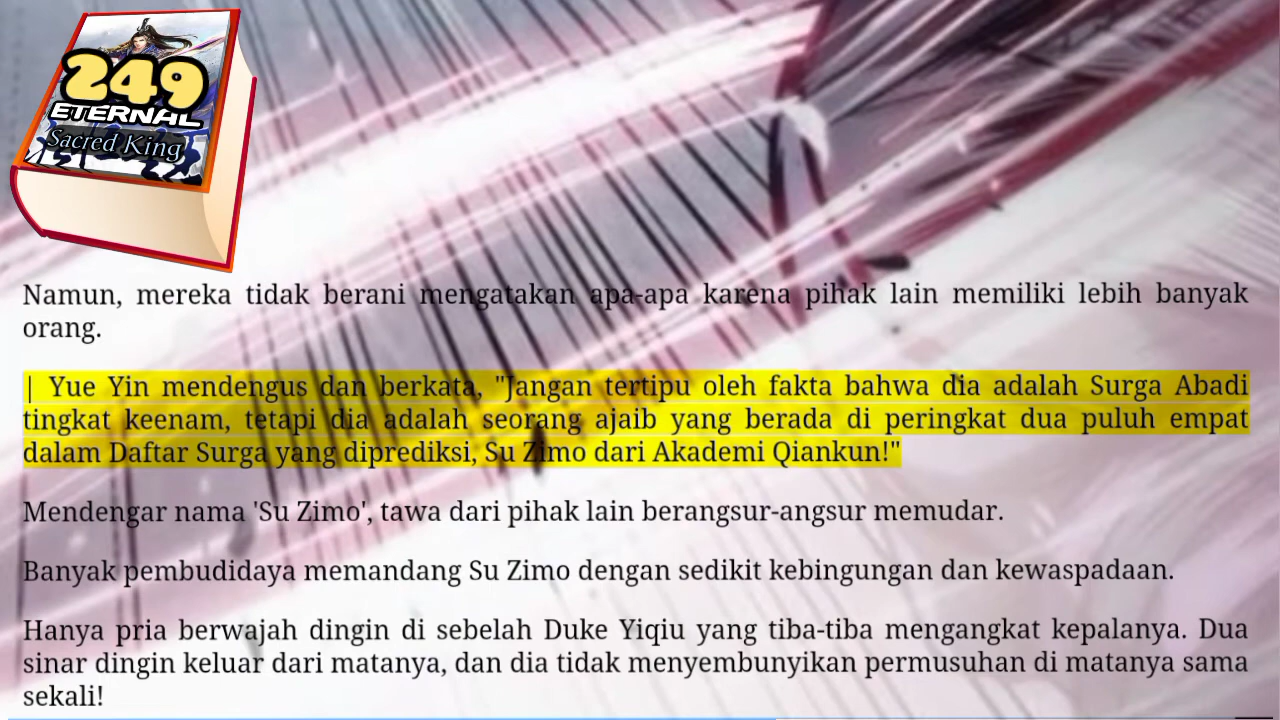 249
ETERNAL
Sacred King
Namun, mereka tidak berani mengatakan apa-apa karena pihak lain memiliki lebih banyak
orang.
| Yue Yin mendengus dan berkata, "Jangan tertipu oleh fakta bahwa dia adalah Surga Abadi
tingkat keenam, tetapi dia adalah seorang ajaib yang berada di peringkat dua puluh empat
dalam Daftar Surga yang diprediksi, Su Zimo dari Akademi Qiankun!"
Mendengar nama 'Su Zimo', tawa dari pihak lain berangsur-angsur memudar.
Banyak pembudidaya memandang Su Zimo dengan sedikit kebingungan dan kewaspadaan.
Hanya pria berwajah dingin di sebelah Duke Yiqiu yang tiba-tiba mengangkat kepalanya. Dua
sinar dingin keluar dari matanya, dan dia tidak menyembunyikan permusuhan di matanya sama
sekali!